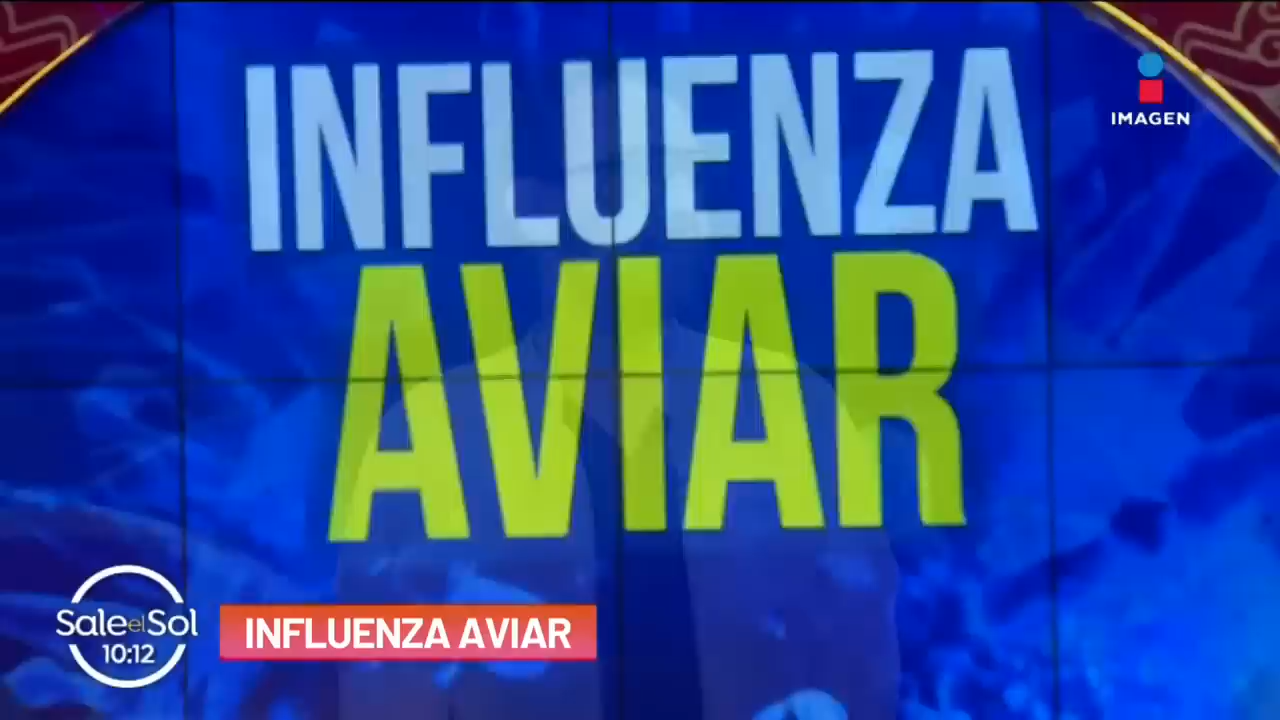 INFLUENZA
AVIAR
IMAGEN
Sale el Sol
10:12
INFLUENZA AVIAR